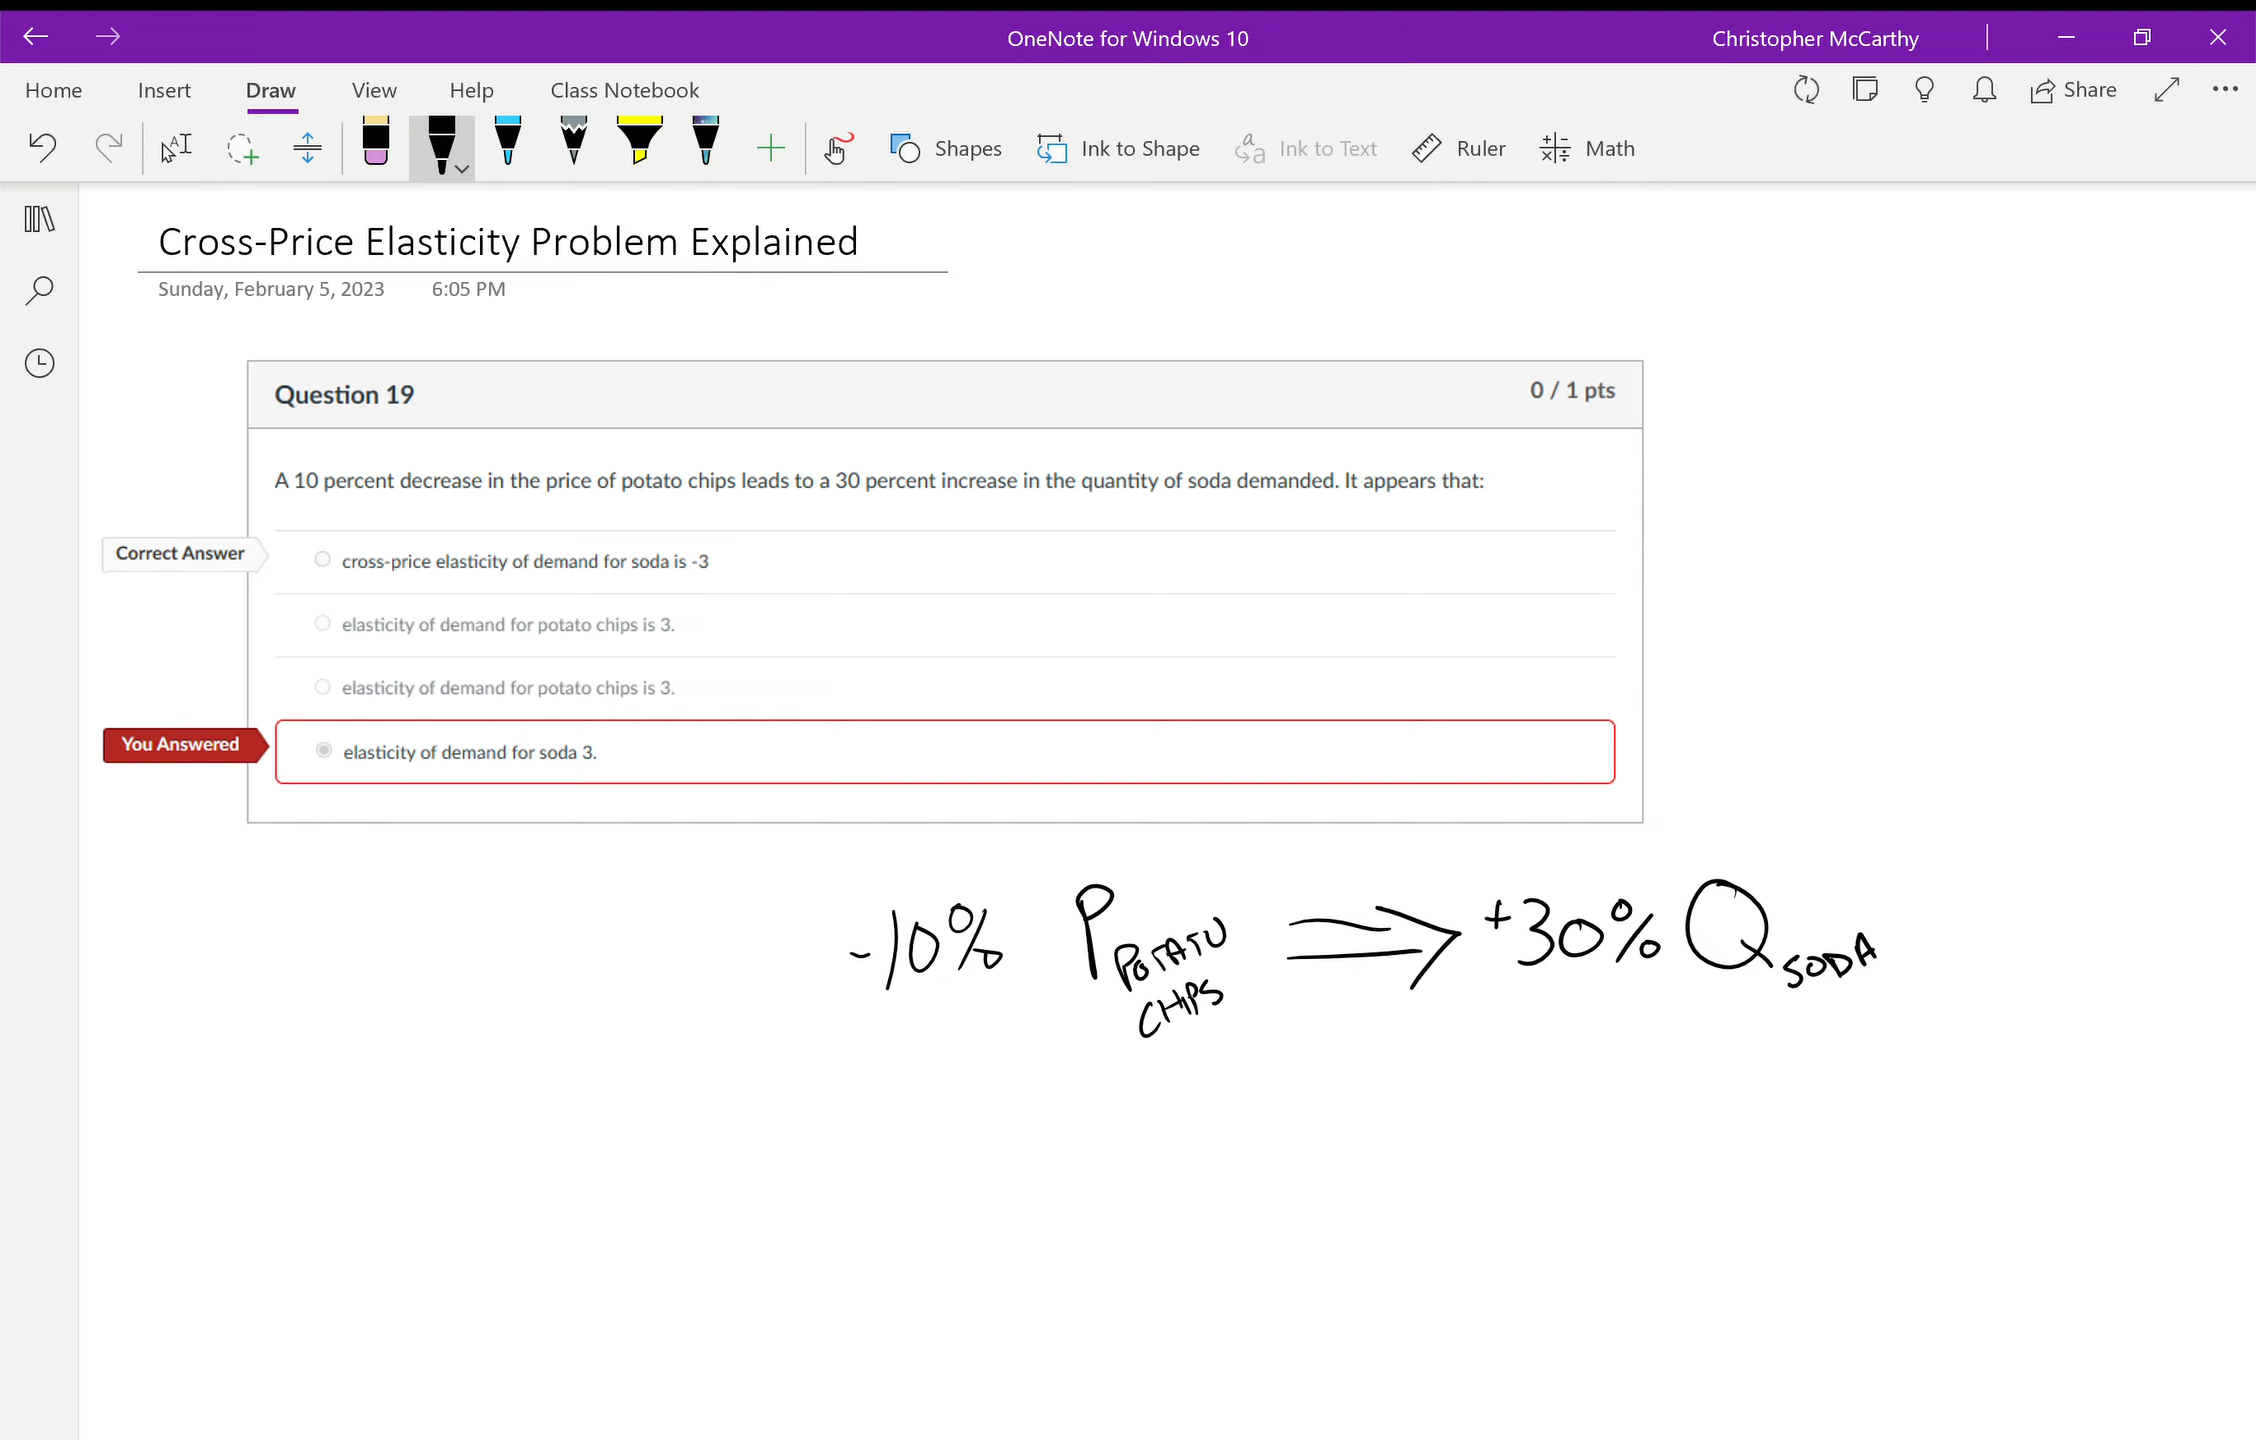 OneNote for Windows 10
Christopher McCarthy
Home Insert Draw View Help Class Notebook
Share
Shapes Ink to Shape Ink to Text Ruler Math
Cross-Price Elasticity Problem Explained
Sunday, February 5, 2023 6:05 PM
Question 19
0 / 1 pts
A 10 percent decrease in the price of potato chips leads to a 30 percent increase in the quantity of soda demanded. It appears that:
Correct Answer
cross-price elasticity of demand for soda is -3
elasticity of demand for potato chips is 3.
elasticity of demand for potato chips is 3.
You Answered
elasticity of demand for soda 3.
-10% P POTATO CHIPS ⇒ +30% Q SODA